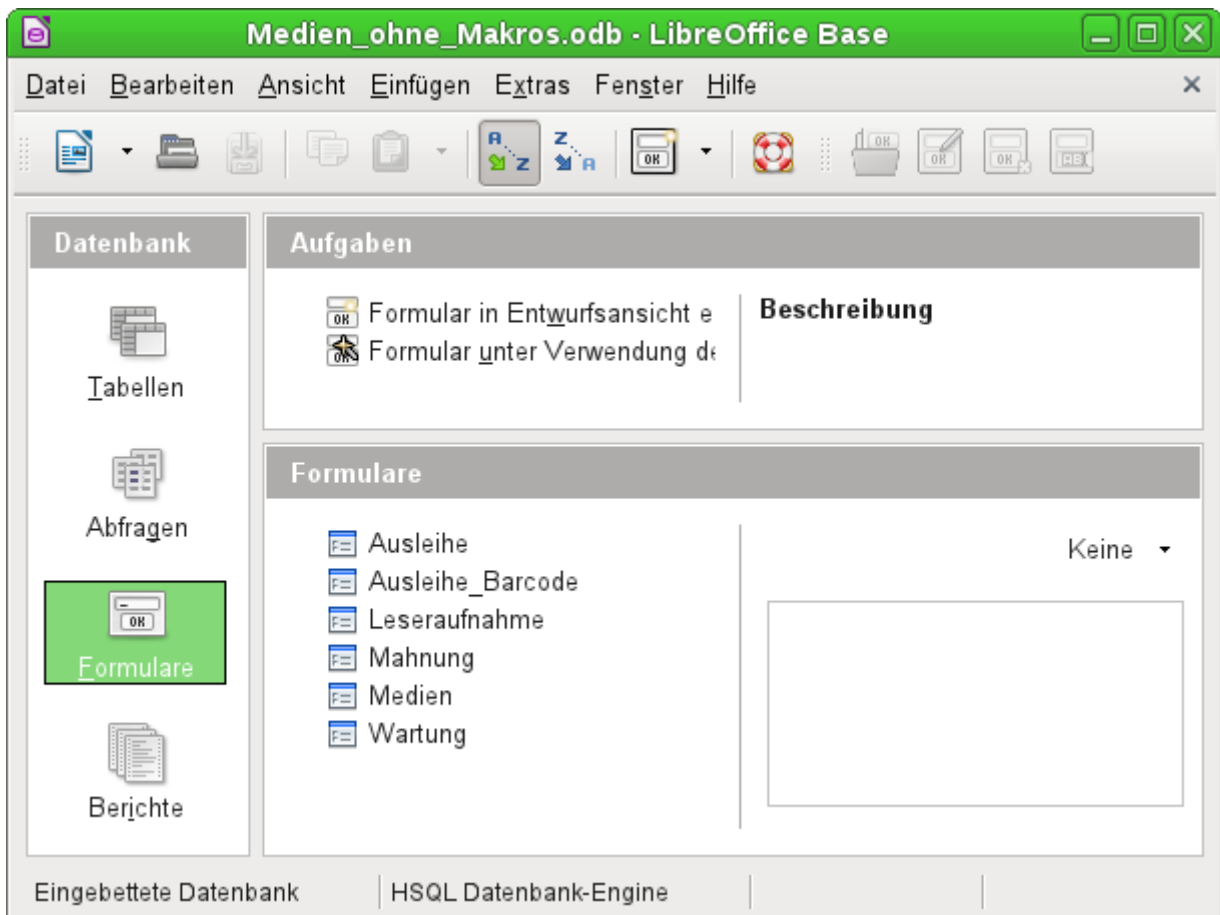 Medien_ohne_Makros.odb - LibreOffice Base
Datei Bearbeiten Ansicht Einfügen Extras Fenster Hilfe
Datenbank
Tabellen
Abfragen
Formulare
Berichte
Aufgaben
Formular in Entwurfsansicht e
Formular unter Verwendung de
Beschreibung
Formulare
Ausleihe
Ausleihe_Barcode
Leseraufnahme
Mahnung
Medien
Wartung
Keine
Eingebettete Datenbank
HSQL Datenbank-Engine